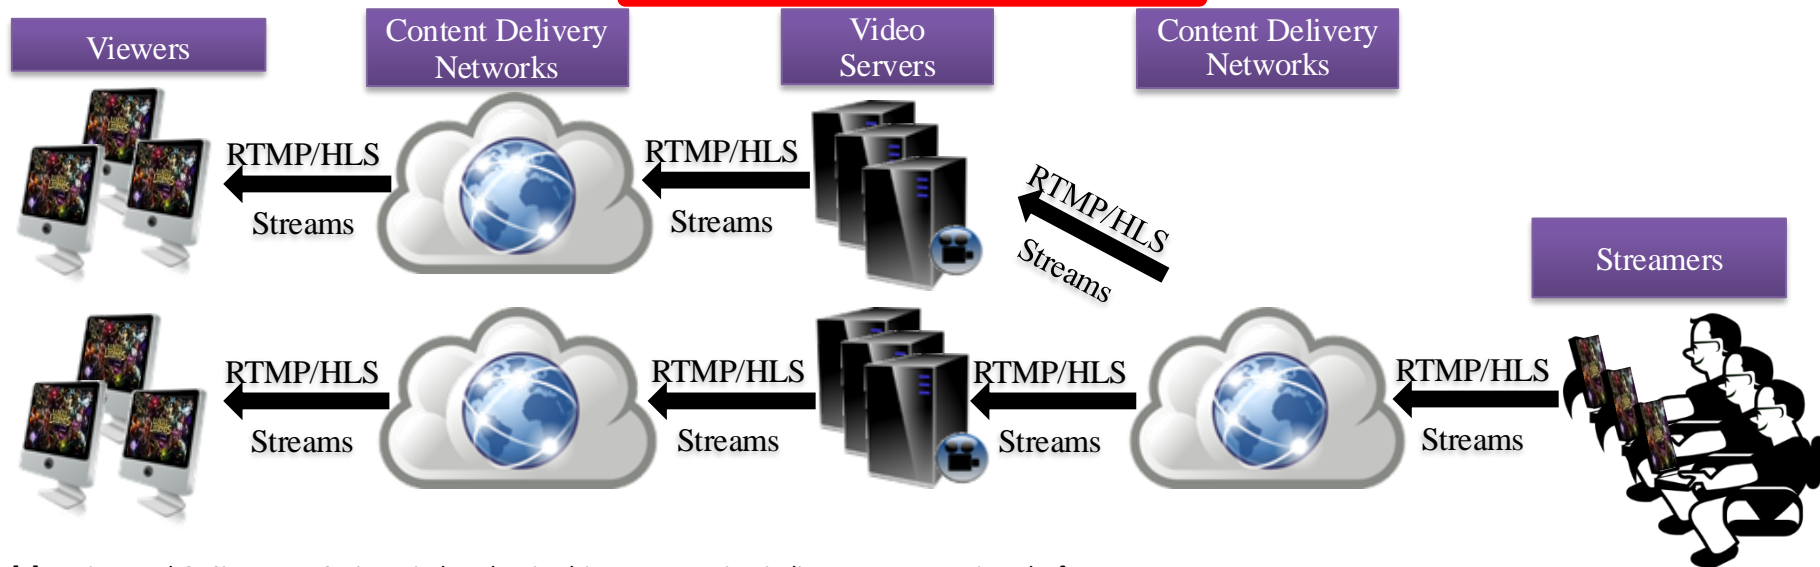 Viewers
Content Delivery
Networks
Video
Servers
Content Delivery
Networks
RTMP/HLS
Streams
RTMP/HLS
Streams
RTMP/HLS
Streams
Streamers
RTMP/HLS
Streams
RTMP/HLS
Streams
RTMP/HLS
Streams
RTMP/HLS
Streams